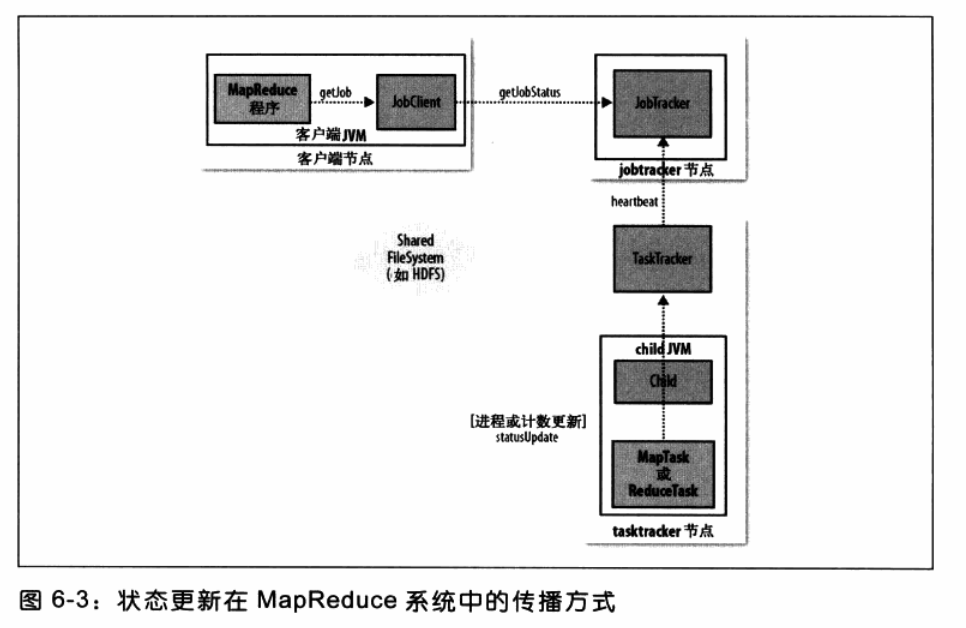 MapReduce
程序
getJob
JobClient
客户端 JVM
客户端节点
getJobStatus
JobTracker
jobtracker 节点
heartbeat
Shared
FileSystem
(如 HDFS)
TaskTracker
child JVM
Child
[进程或计数更新]
statusUpdate
MapTask
或
ReduceTask
tasktracker 节点
图 6-3：状态更新在 MapReduce 系统中的传播方式